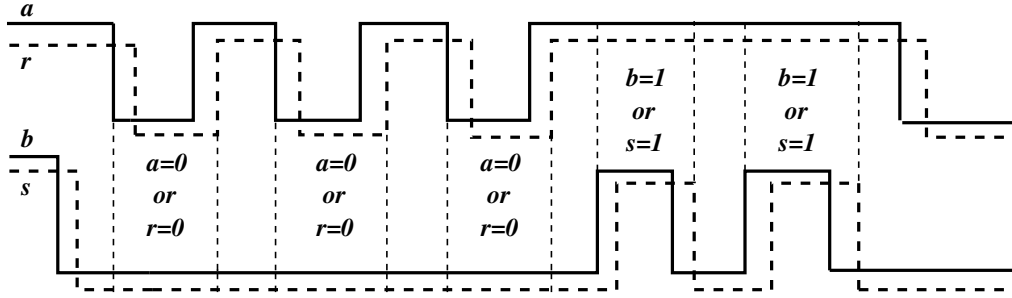 a
r
b=1
or
s=1
b=1
or
s=1
b
s
a=0
or
r=0
a=0
or
r=0
a=0
or
r=0